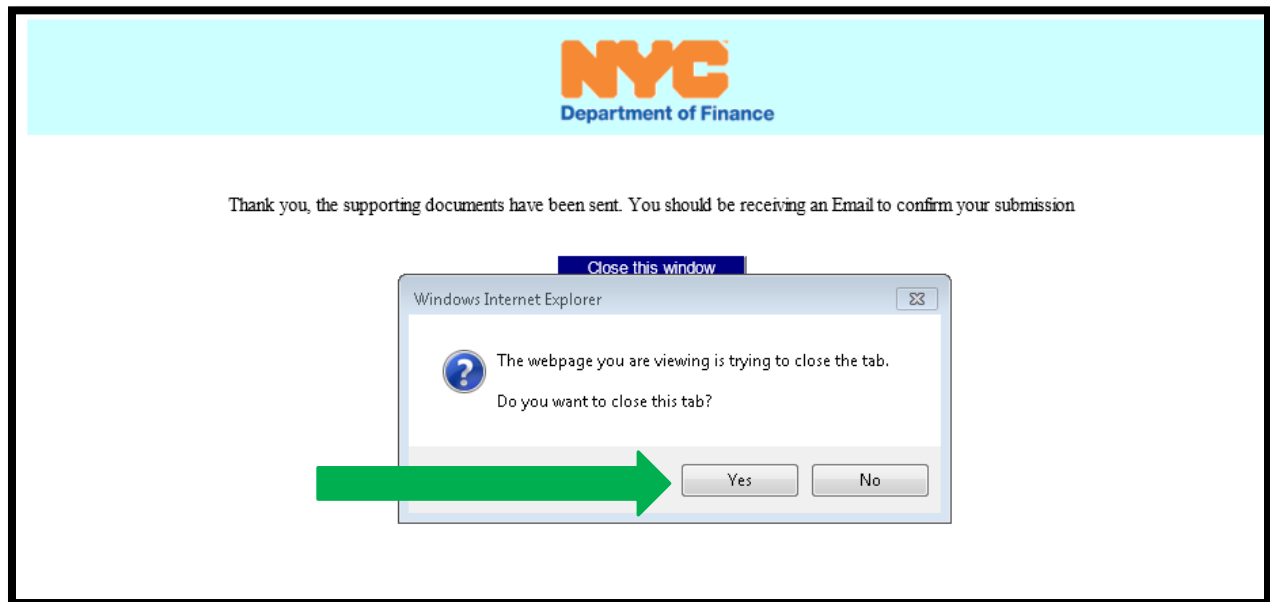 NYC
Department of Finance
Thank you, the supporting documents have been sent. You should be receiving an Email to confirm your submission
Close this window
Windows Internet Explorer
The webpage you are viewing is trying to close the tab.
Do you want to close this tab?
Yes No